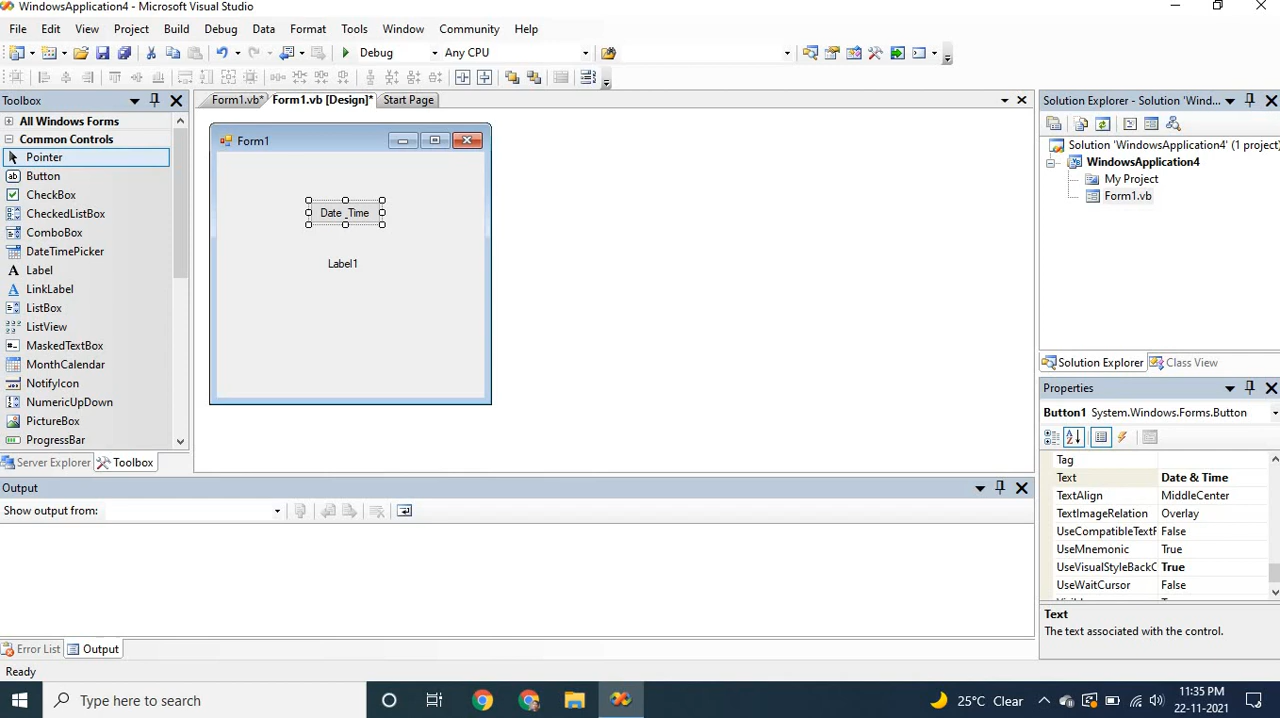 WindowsApplication4 - Microsoft Visual Studio
File Edit View Project Build Debug Data Format Tools Window Community Help
Debug Any CPU
Toolbox
All Windows Forms
Common Controls
Pointer
Button
CheckBox
CheckedListBox
ComboBox
DateTimePicker
Label
LinkLabel
ListBox
ListView
MaskedTextBox
MonthCalendar
NotifyIcon
NumericUpDown
PictureBox
ProgressBar
Server Explorer Toolbox
Form1.vb* Form1.vb [Design]* Start Page
Form1
Date _Time
Label1
Solution Explorer - Solution 'Wind...
Solution 'WindowsApplication4' (1 project)
WindowsApplication4
My Project
Form1.vb
Solution Explorer Class View
Properties
Button1 System.Windows.Forms.Button
Tag
Text Date & Time
TextAlign MiddleCenter
TextImageRelation Overlay
UseCompatibleTextR False
UseMnemonic True
UseVisualStyleBackC True
UseWaitCursor False
Text
The text associated with the control.
Output
Show output from:
Error List Output
Ready
Type here to search
25°C Clear
11:35 PM
22-11-2021